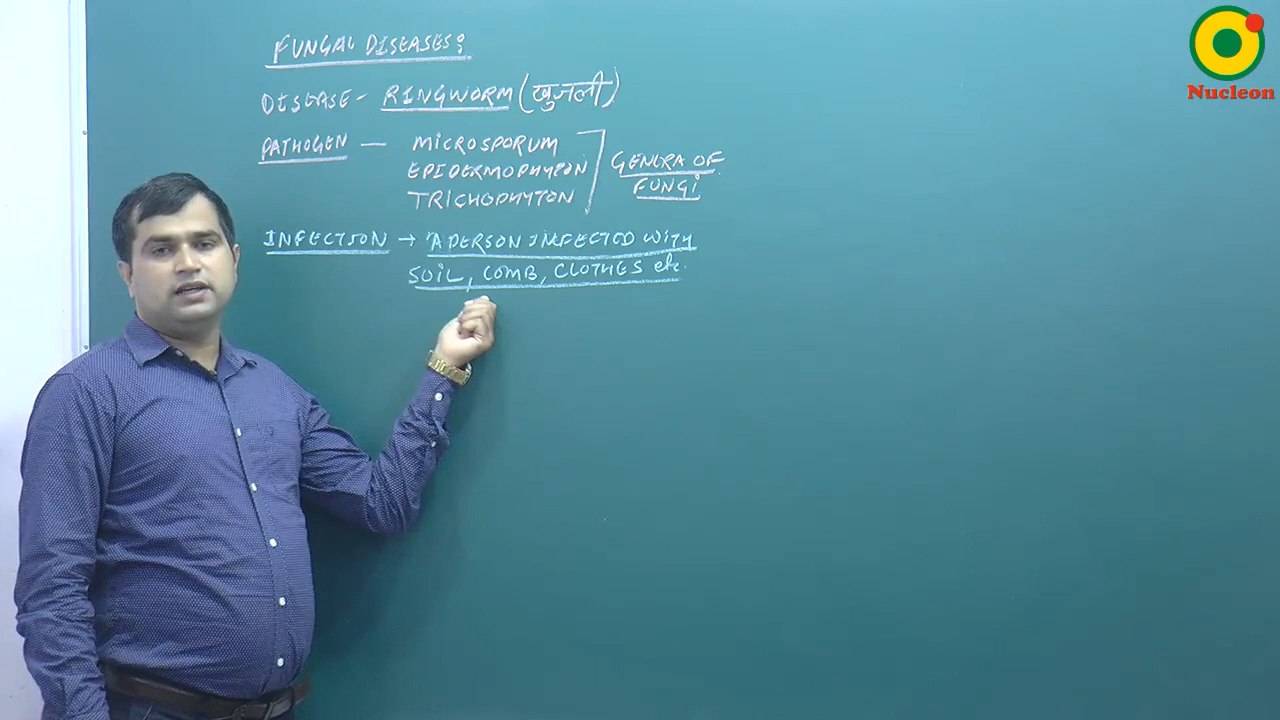 FUNGAL DISEASES:
DISEASE - RINGWORM (खुजली)
PATHOGEN — MICROSPORUM
EPIDERMOPHYTON
TRICHOPHYTON
GENERA OF
FUNGI
INFECTION → A PERSON INFECTED WITH
SOIL, COMB, CLOTHES etc.
Nucleon